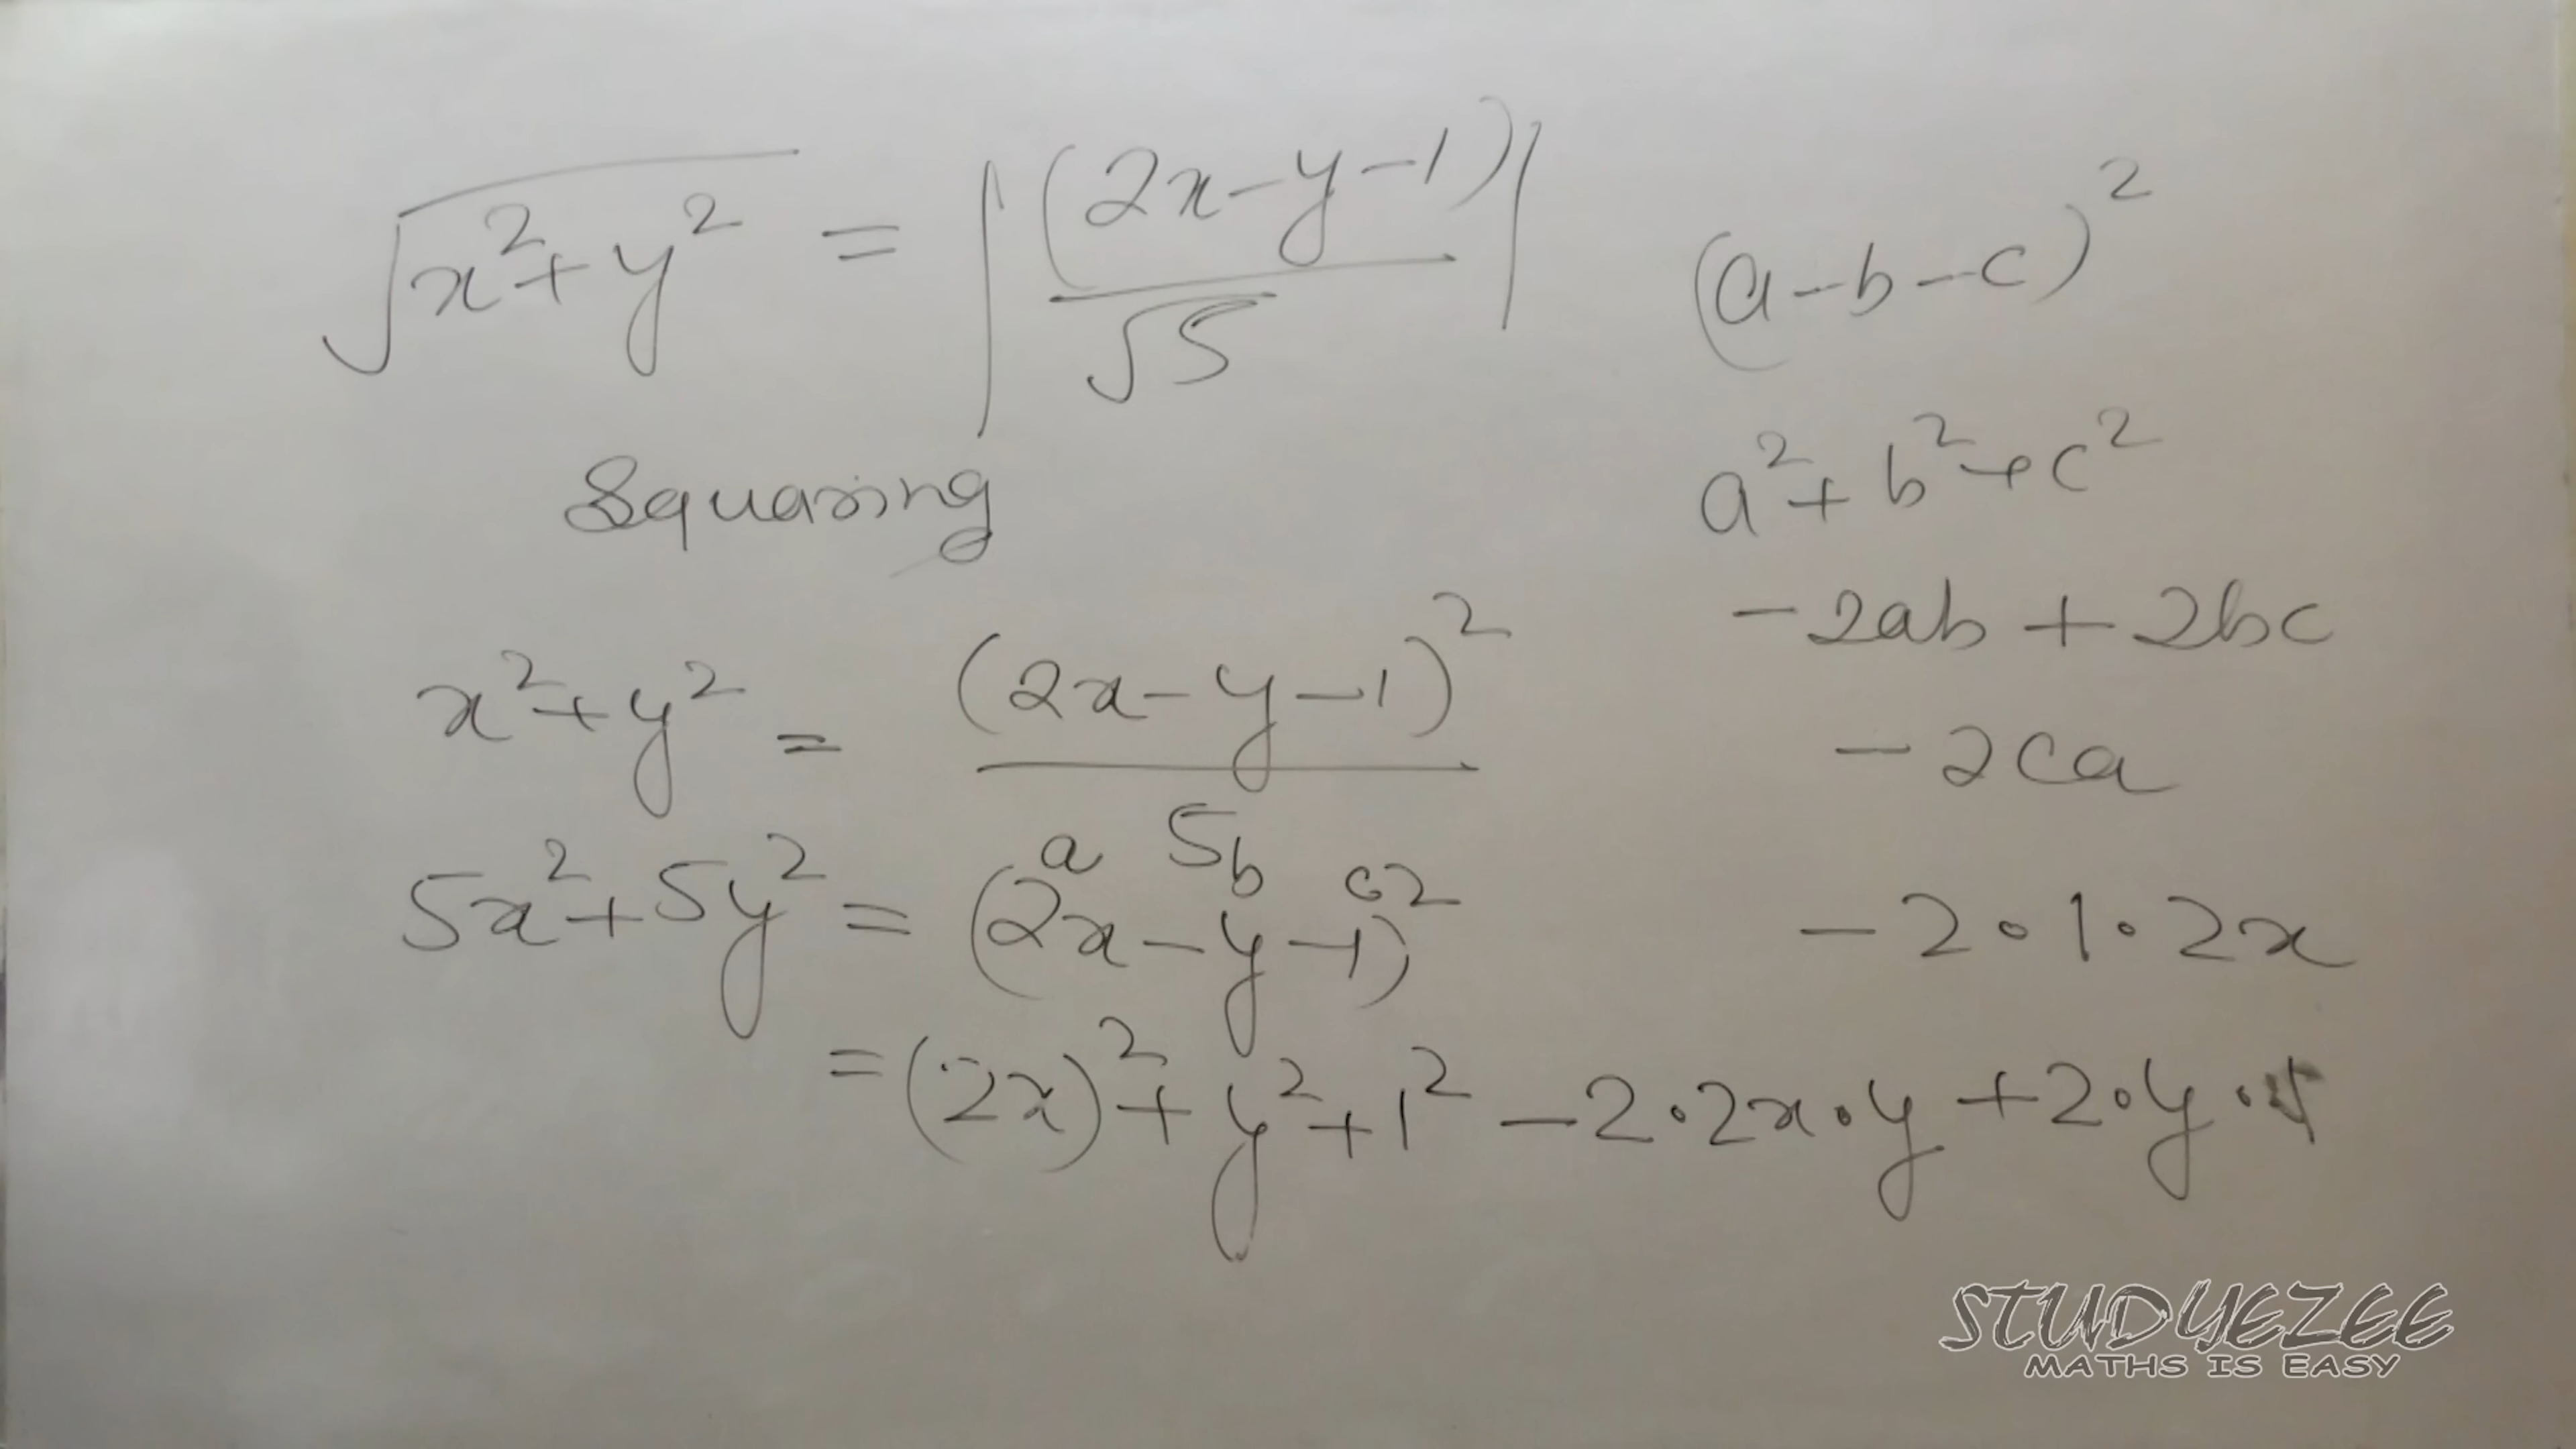 √x²+y² = |(2x-y-1)/√5|
Squaring
x²+y² = (2x-y-1)²/5
a b c
5x²+5y² = (2x-y-1)²
= (2x)²+y²+1²-2·2x·y+2·y·1
(a-b-c)²
a²+b²+c²
-2ab+2bc
-2ca
-2·1·2x
STUDYEZEE
MATHS IS EASY